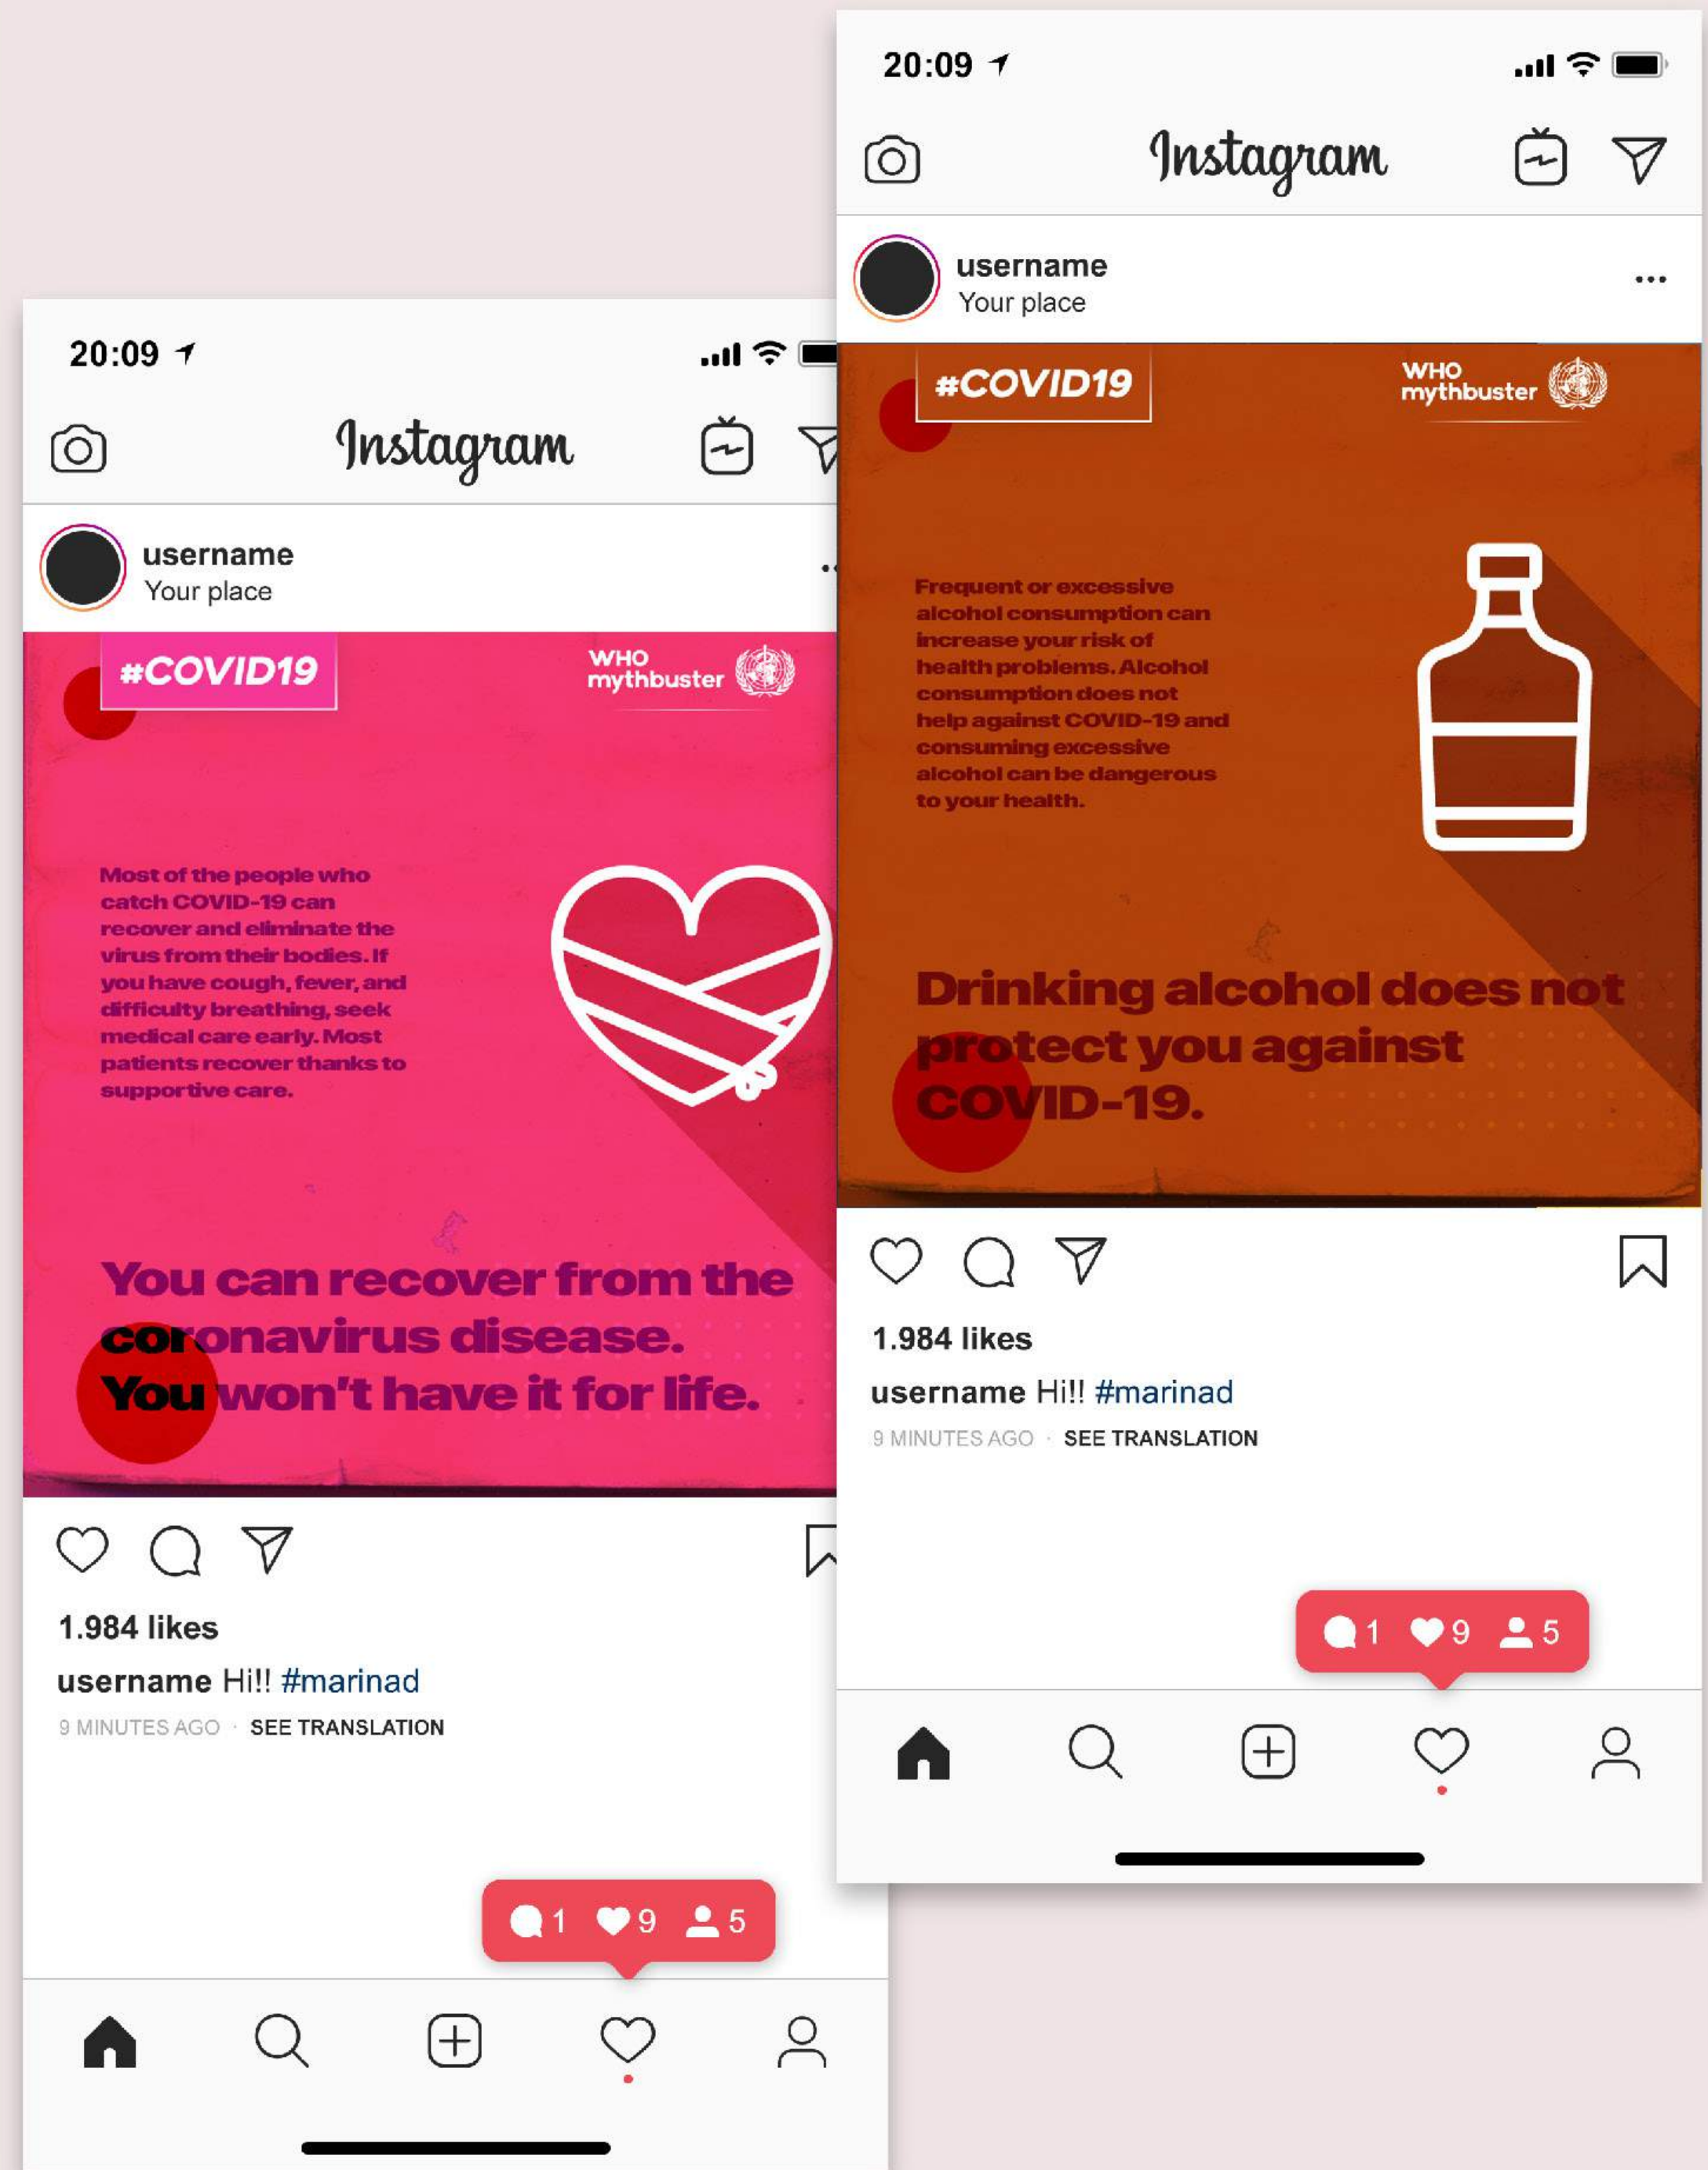 20:09
Instagram
username
Your place
#COVID19
WHO
mythbuster
Most of the people who
catch COVID-19 can
recover and eliminate the
virus from their bodies. If
you have cough, fever, and
difficulty breathing, seek
medical care early. Most
patients recover thanks to
supportive care.
You can recover from the
coronavirus disease.
You won't have it for life.
1.984 likes
username Hi!! #marinad
9 MINUTES AGO · SEE TRANSLATION
1 9 5
20:09
Instagram
username
Your place
#COVID19
WHO
mythbuster
Frequent or excessive
alcohol consumption can
increase your risk of
health problems. Alcohol
consumption does not
help against COVID-19 and
consuming excessive
alcohol can be dangerous
to your health.
Drinking alcohol does not
protect you against
COVID-19.
1.984 likes
username Hi!! #marinad
9 MINUTES AGO · SEE TRANSLATION
1 9 5